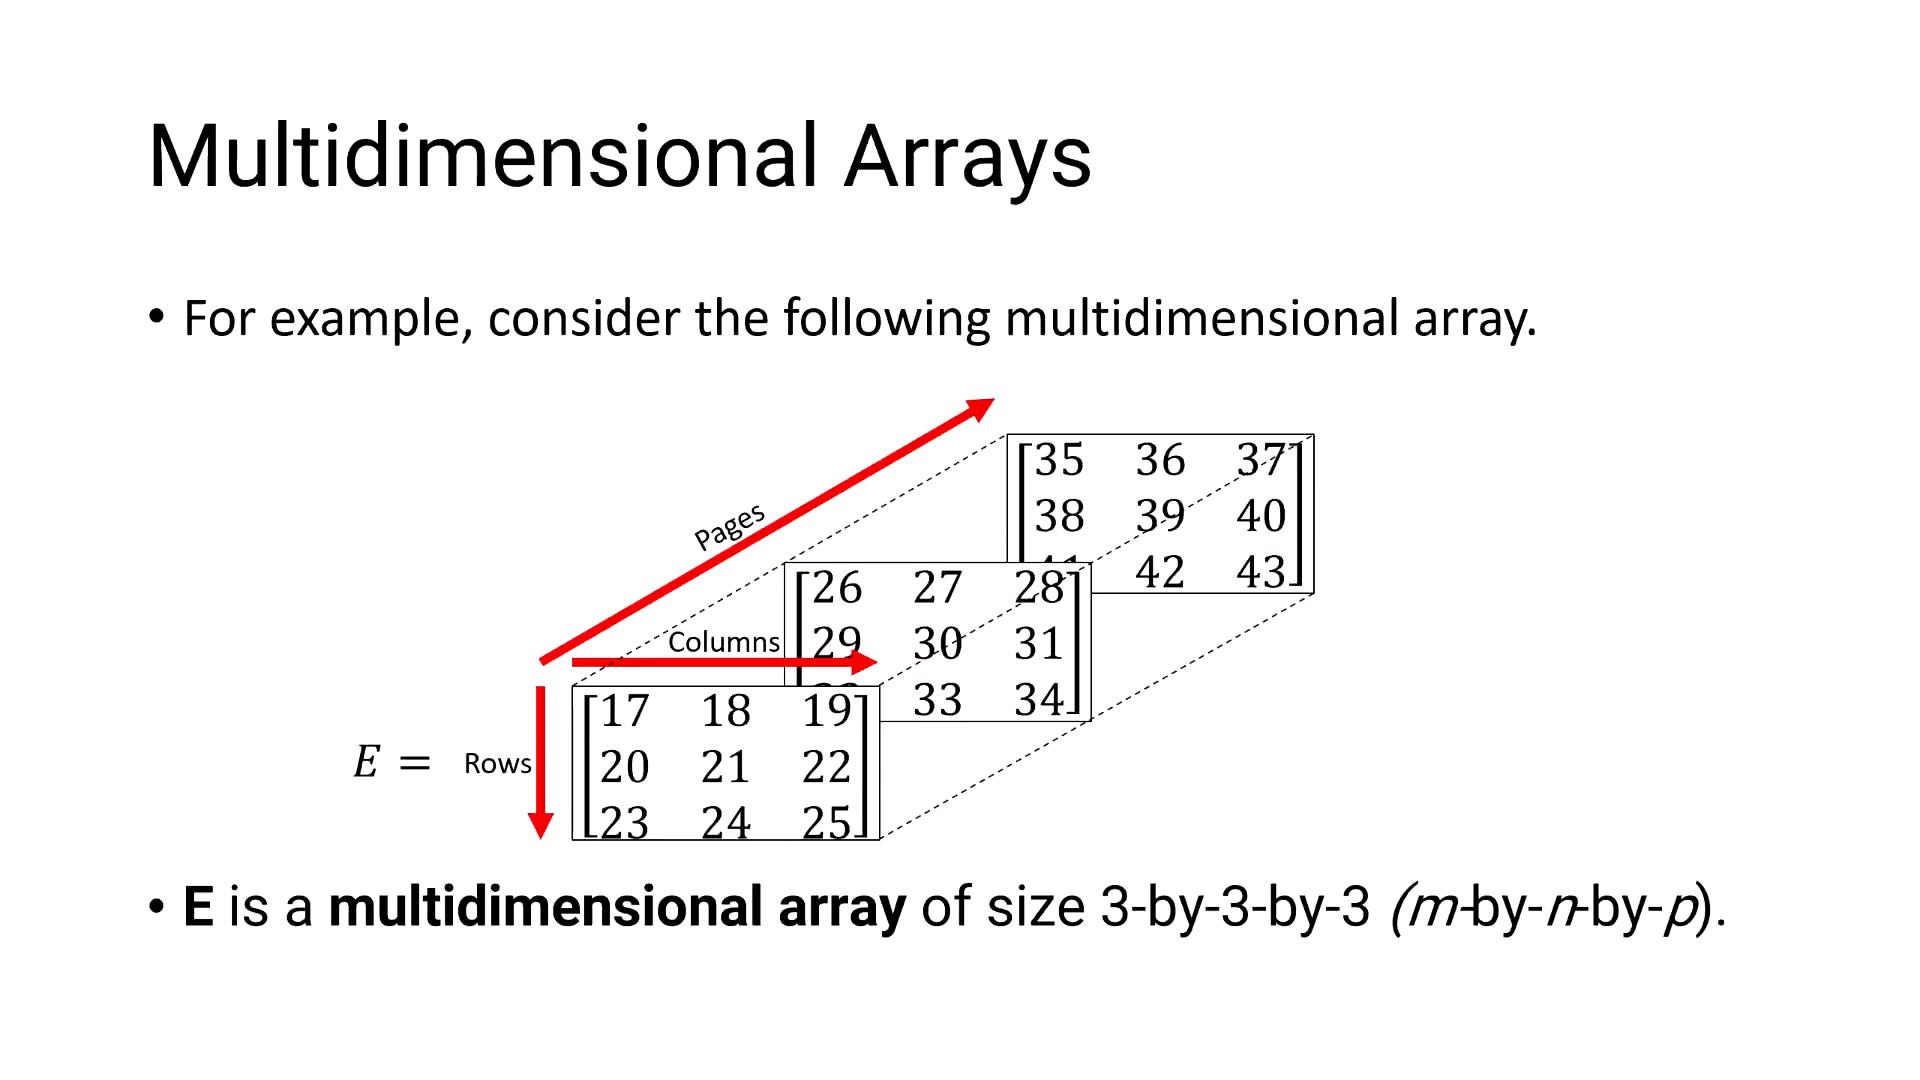 Multidimensional Arrays
• For example, consider the following multidimensional array.
Pages
35 36 37
38 39 40
42 43
26 27 28
29 30 31
33 34
Columns
17 18 19
20 21 22
23 24 25
E = Rows
• E is a multidimensional array of size 3-by-3-by-3 (m-by-n-by-p).